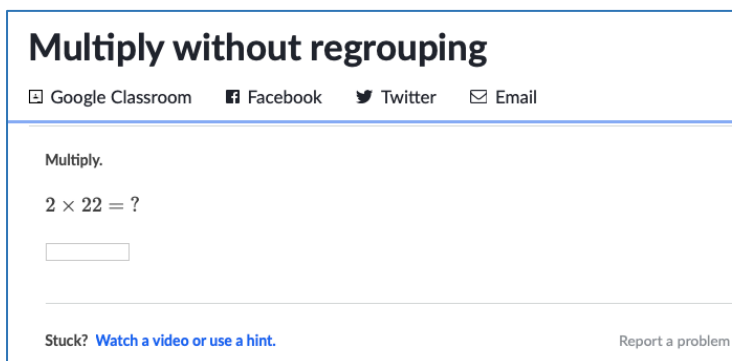 Multiply without regrouping
Google Classroom Facebook Twitter Email
Multiply.
2 × 22 = ?
Stuck? Watch a video or use a hint. Report a problem